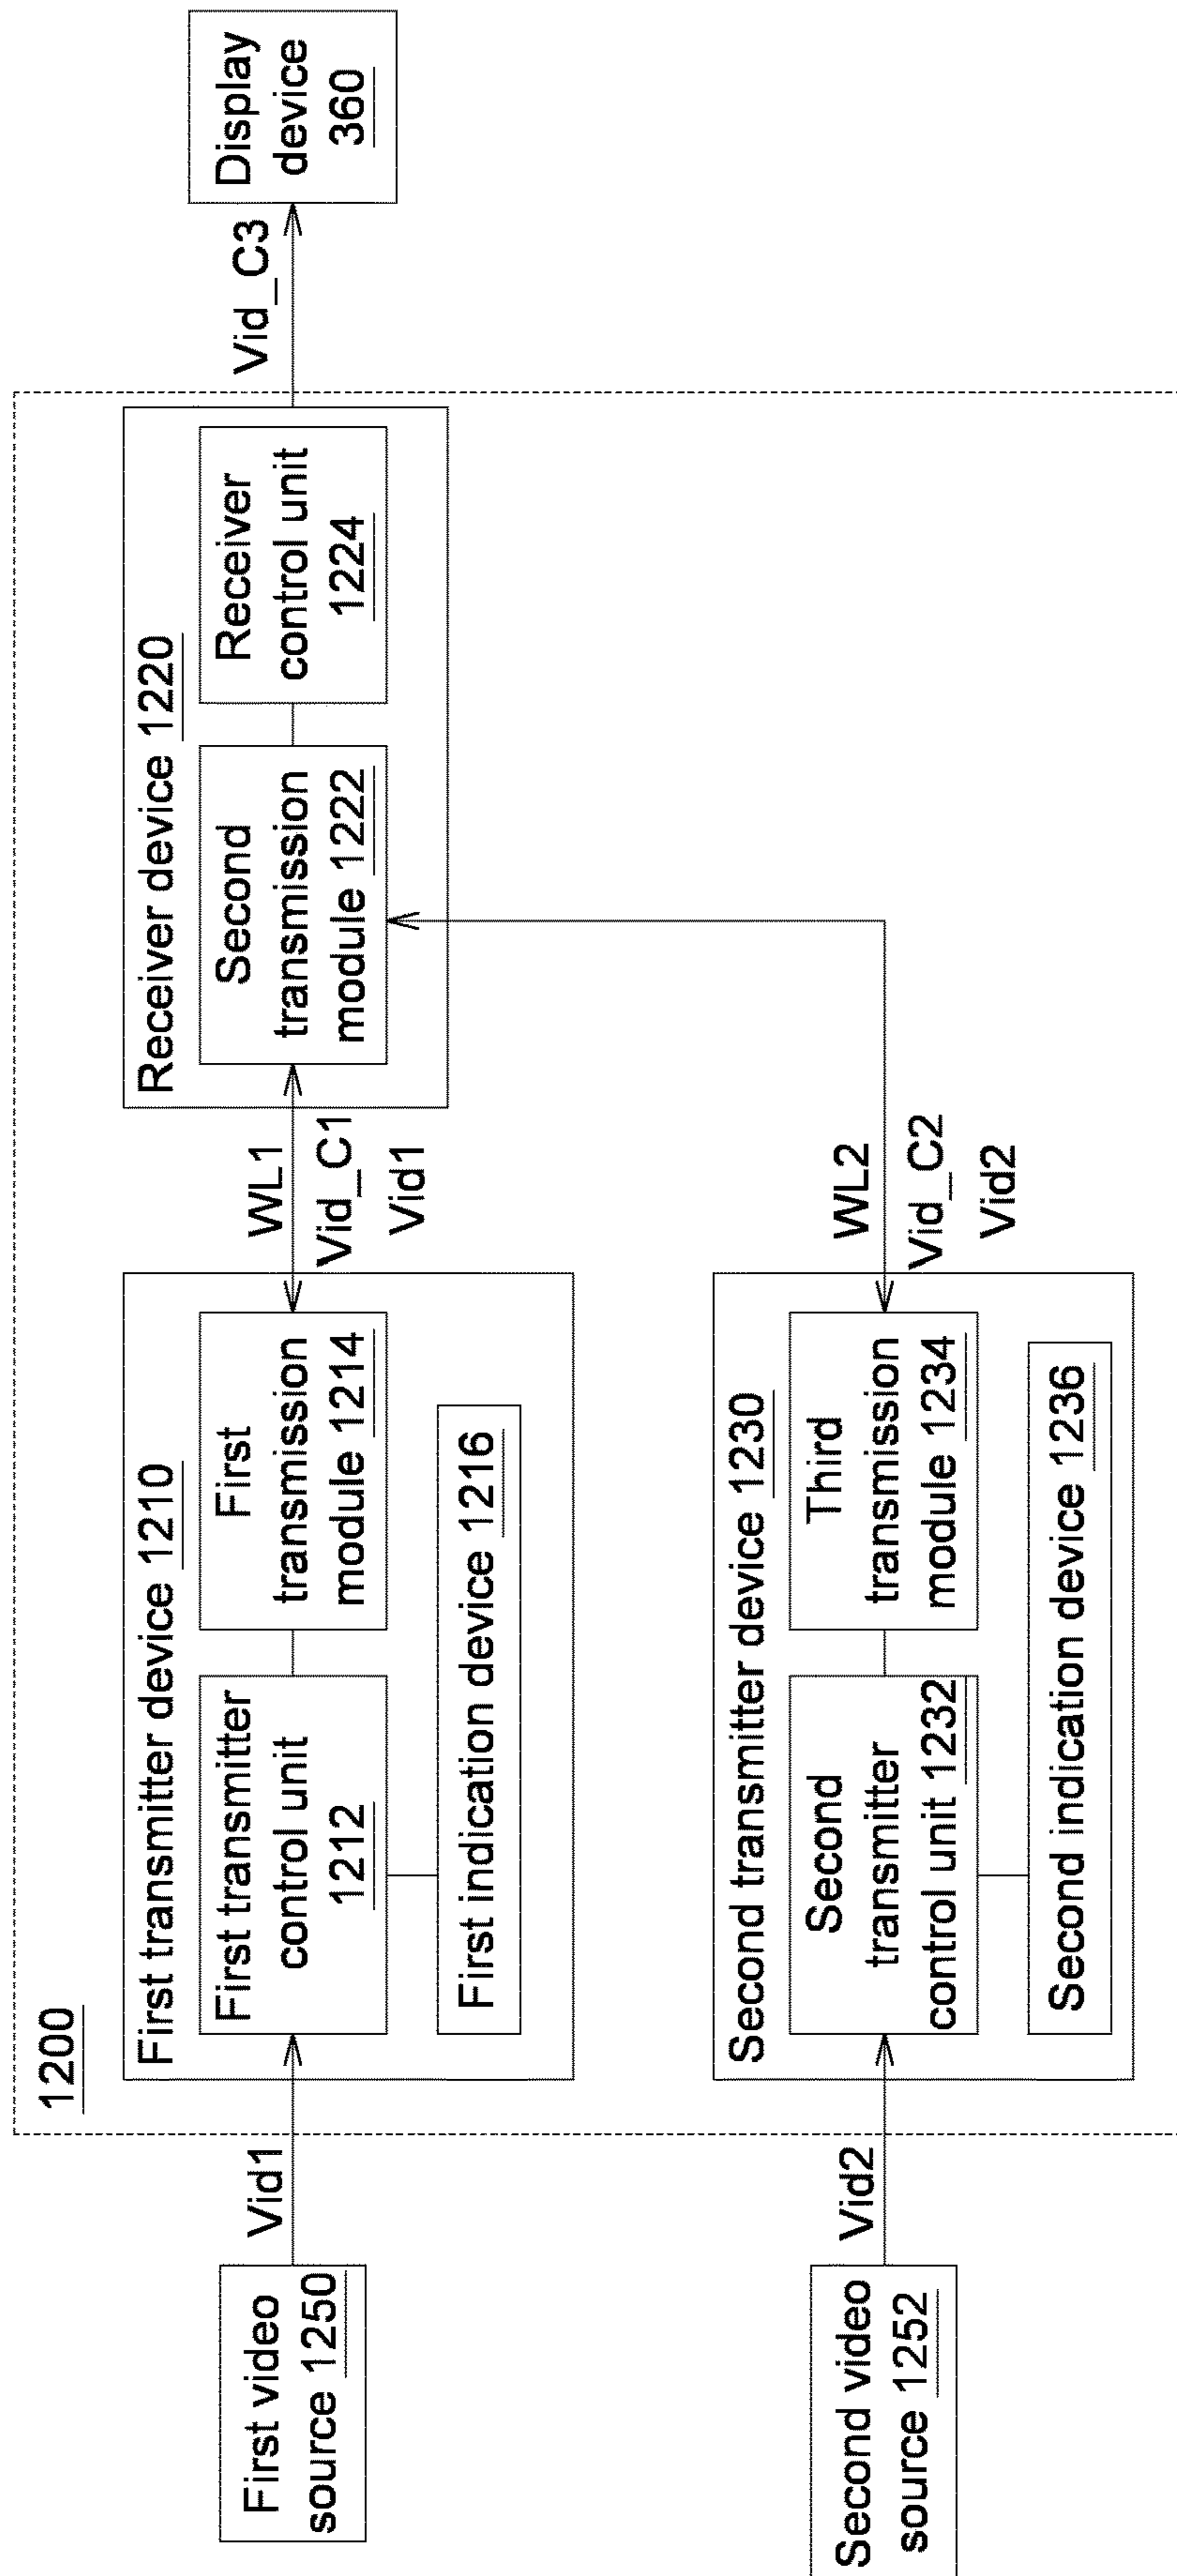 1200
First video
source 1250
Vid1
First transmitter device 1210
First transmitter
control unit
1212
First
transmission
module 1214
First indication device 1216
WL1
Vid_C1
Vid1
Receiver device 1220
Second
transmission
module 1222
Receiver
control unit
1224
Vid_C3
Display
device
360
Second video
source 1252
Vid2
Second transmitter device 1230
Second
transmitter
control unit 1232
Third
transmission
module 1234
Second indication device 1236
WL2
Vid_C2
Vid2